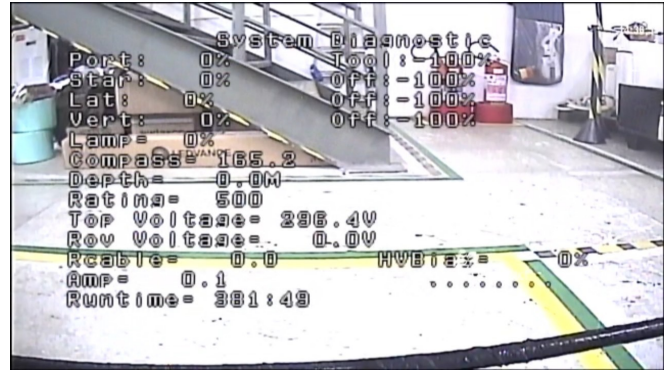 System Diagnostic
Port: 0% Tool:-100%
Star: 0% Off:-100%
Lat: 0% Off:-100%
Vert: 0% Off:-100%
Lamp= 0%
Compass 165.2
Depth= 0.0M
Rating= 500
Top Voltage= 296.4V
Rov Voltage= 0.0V
Rcable= 0.0 HVBias= 0%
Amp= 0.1 ........
Runtime= 381:49